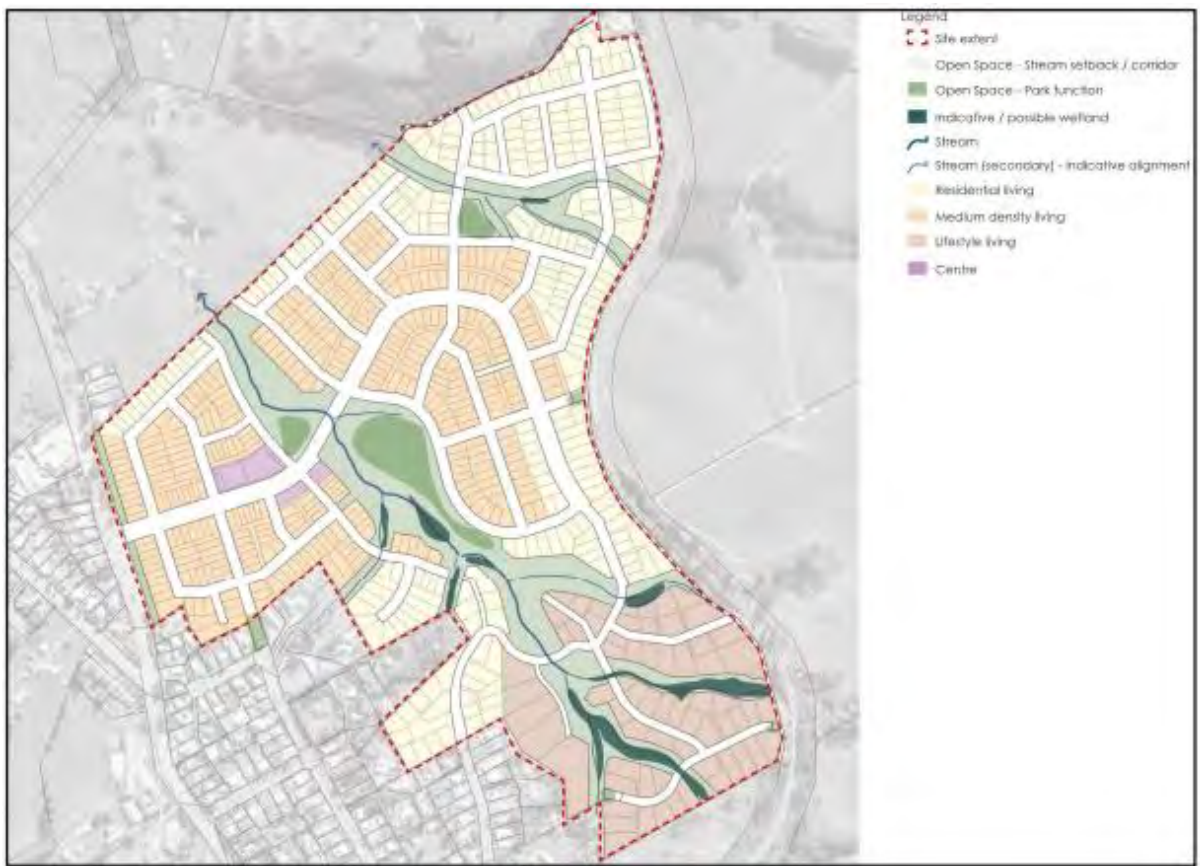 Legend
Site extent
Open Space - Stream setback / corridor
Open Space - Park function
Indicative / possible wetland
Stream
Stream (secondary) - indicative alignment
Residential living
Medium density living
Lifestyle living
Centre